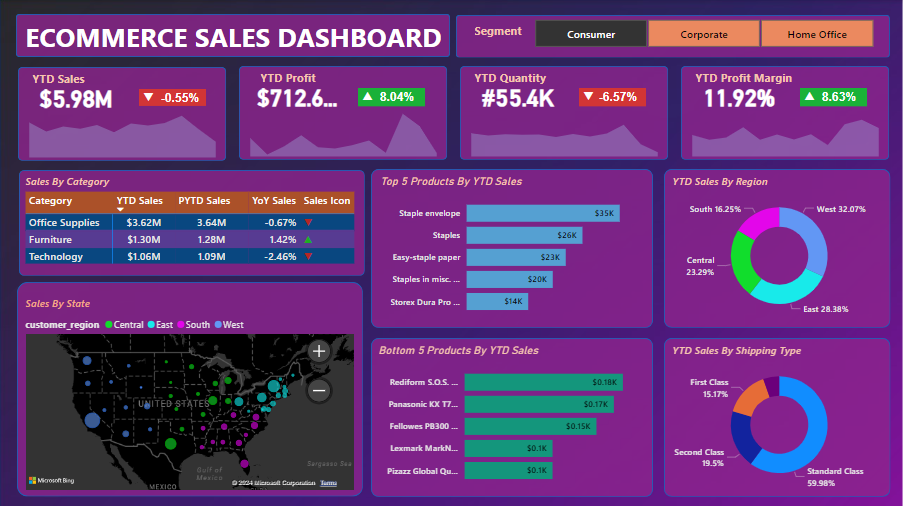 ECOMMERCE SALES DASHBOARD
Segment
Consumer
Corporate
Home Office
YTD Sales
$5.98M
▼ -0.55%
YTD Profit
$712.6...
▲ 8.04%
YTD Quantity
#55.4K
▼ -6.57%
YTD Profit Margin
11.92%
▲ 8.63%
Sales By Category
Category YTD Sales PYTD Sales YoY Sales Sales Icon
Office Supplies $3.62M 3.64M -0.67% ▼
Furniture $1.30M 1.28M 1.42% ▲
Technology $1.06M 1.09M -2.46% ▼
Top 5 Products By YTD Sales
Staple envelope $35K
Staples $26K
Easy-staple paper $23K
Staples in misc. ... $20K
Storex Dura Pro ... $14K
YTD Sales By Region
South 16.25%
West 32.07%
Central
23.29%
East 28.38%
Sales By State
customer_region Central East South West
UNITED STATES
Gulf of
Mexico
Sargasso Sea
MEXICO
Microsoft Bing
© 2024 Microsoft Corporation Terms
Bottom 5 Products By YTD Sales
Rediform S.O.S. ... $0.18K
Panasonic KX T7... $0.17K
Fellowes PB300 ... $0.15K
Lexmark MarkN... $0.1K
Pizazz Global Qu... $0.1K
YTD Sales By Shipping Type
First Class
15.17%
Second Class
19.5%
Standard Class
59.98%